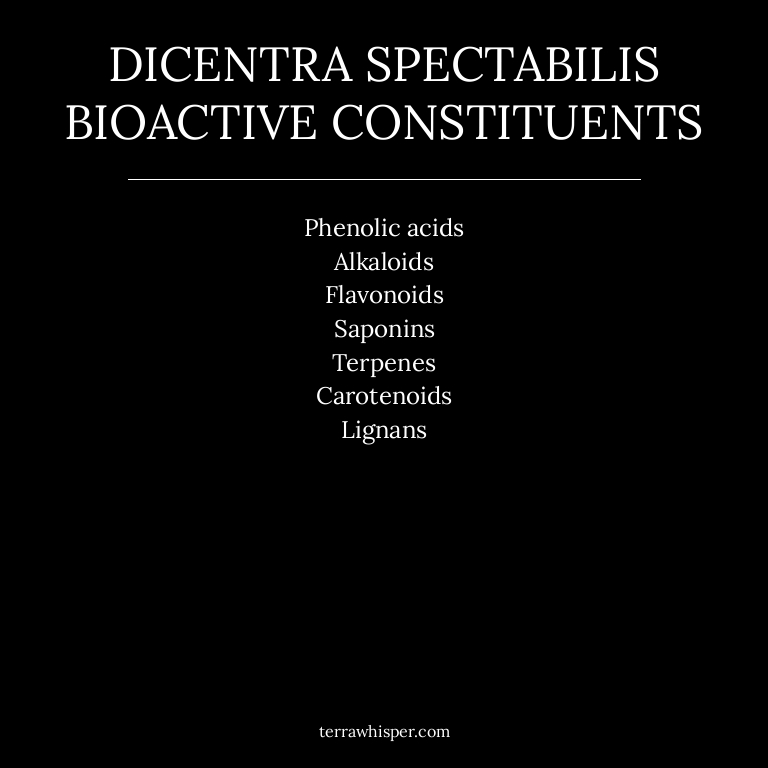 DICENTRA SPECTABILIS
BIOACTIVE CONSTITUENTS
Phenolic acids
Alkaloids
Flavonoids
Saponins
Terpenes
Carotenoids
Lignans
terrawhisper.com